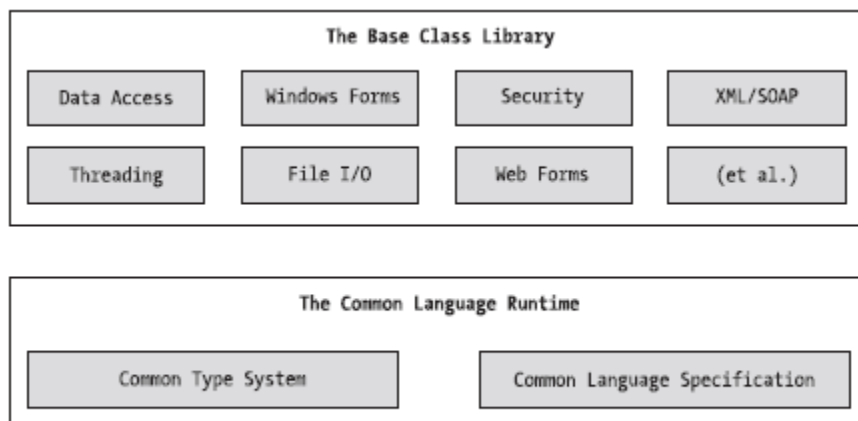 The Base Class Library
Data Access
Windows Forms
Security
XML/SOAP
Threading
File I/O
Web Forms
(et al.)
The Common Language Runtime
Common Type System
Common Language Specification